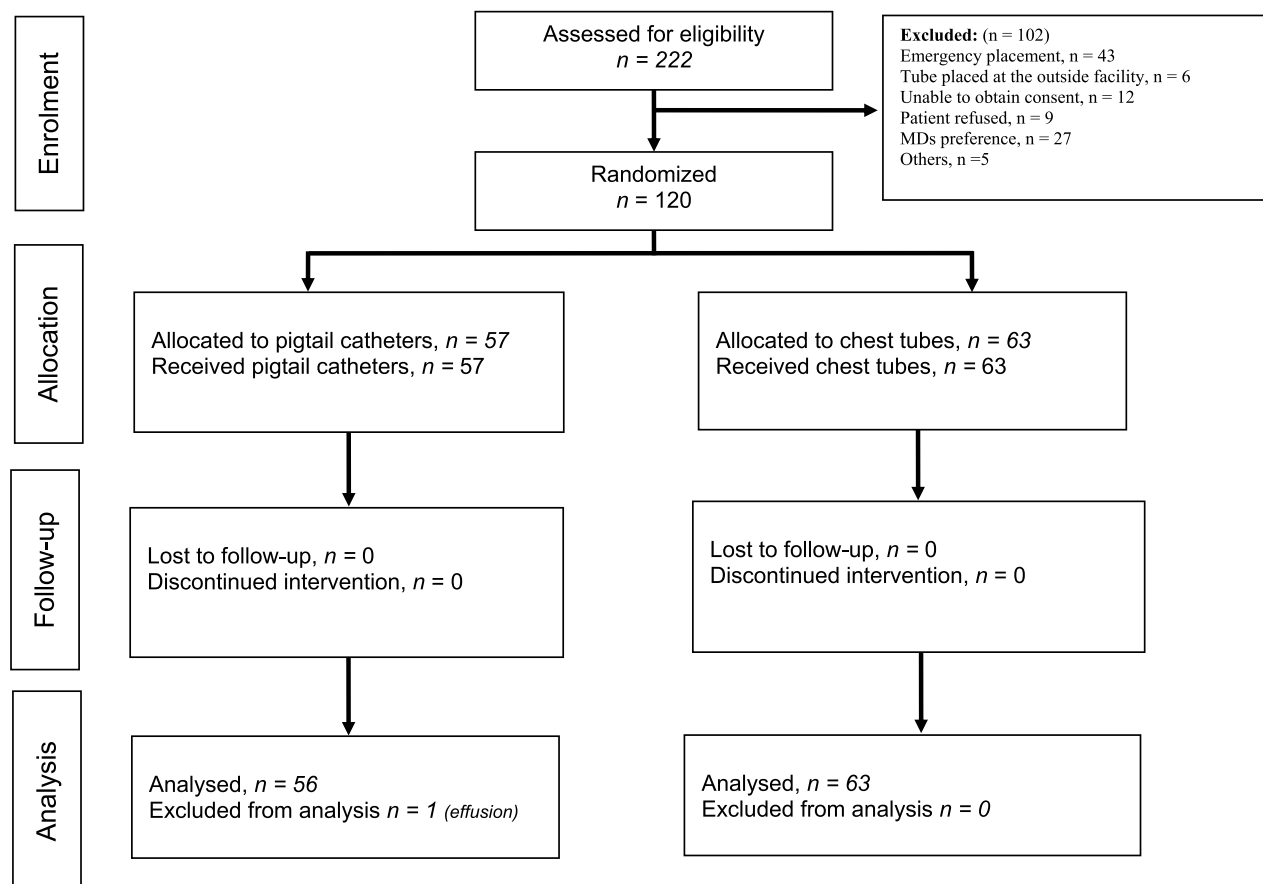 Enrolment
Assessed for eligibility
n = 222
Excluded: (n = 102)
Emergency placement, n = 43
Tube placed at the outside facility, n = 6
Unable to obtain consent, n = 12
Patient refused, n = 9
MDs preference, n = 27
Others, n =5
Randomized
n = 120
Allocation
Allocated to pigtail catheters, n = 57
Received pigtail catheters, n = 57
Allocated to chest tubes, n = 63
Received chest tubes, n = 63
Follow-up
Lost to follow-up, n = 0
Discontinued intervention, n = 0
Lost to follow-up, n = 0
Discontinued intervention, n = 0
Analysis
Analysed, n = 56
Excluded from analysis n = 1 (effusion)
Analysed, n = 63
Excluded from analysis n = 0